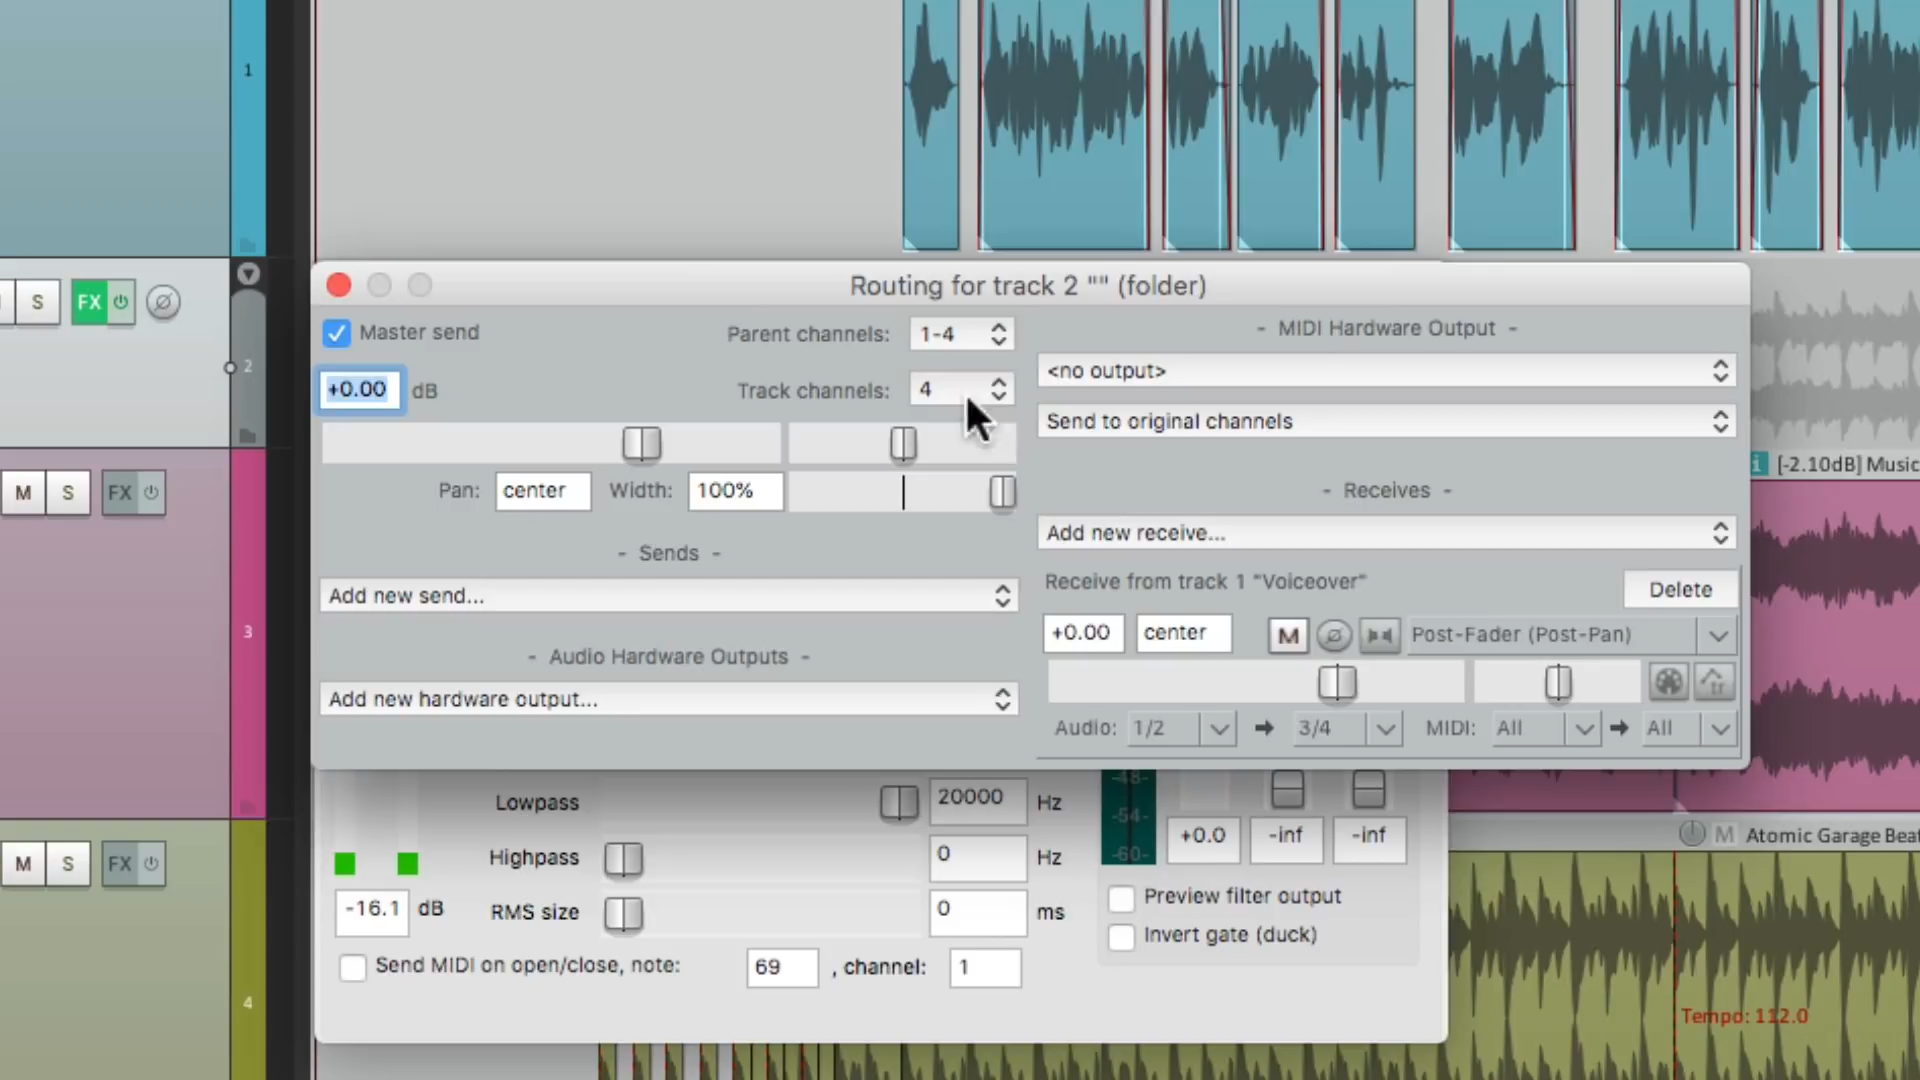 1
S FX
2
M S FX
3
M S FX
4
Routing for track 2 "" (folder)
Master send
Parent channels: 1-4
+0.00 dB
Track channels: 4
Pan: center Width: 100%
- Sends -
Add new send...
- Audio Hardware Outputs -
Add new hardware output...
- MIDI Hardware Output -
<no output>
Send to original channels
- Receives -
Add new receive...
Receive from track 1 "Voiceover"
Delete
+0.00 center M Post-Fader (Post-Pan)
Audio: 1/2 3/4 MIDI: All All
Lowpass 20000 Hz
Highpass 0 Hz
-16.1 dB RMS size 0 ms
Send MIDI on open/close, note: 69 , channel: 1
-48-
-54-
-60-
+0.0 -inf -inf
Preview filter output
Invert gate (duck)
i [-2.10dB] Music
M Atomic Garage Bea
Tempo: 112.0